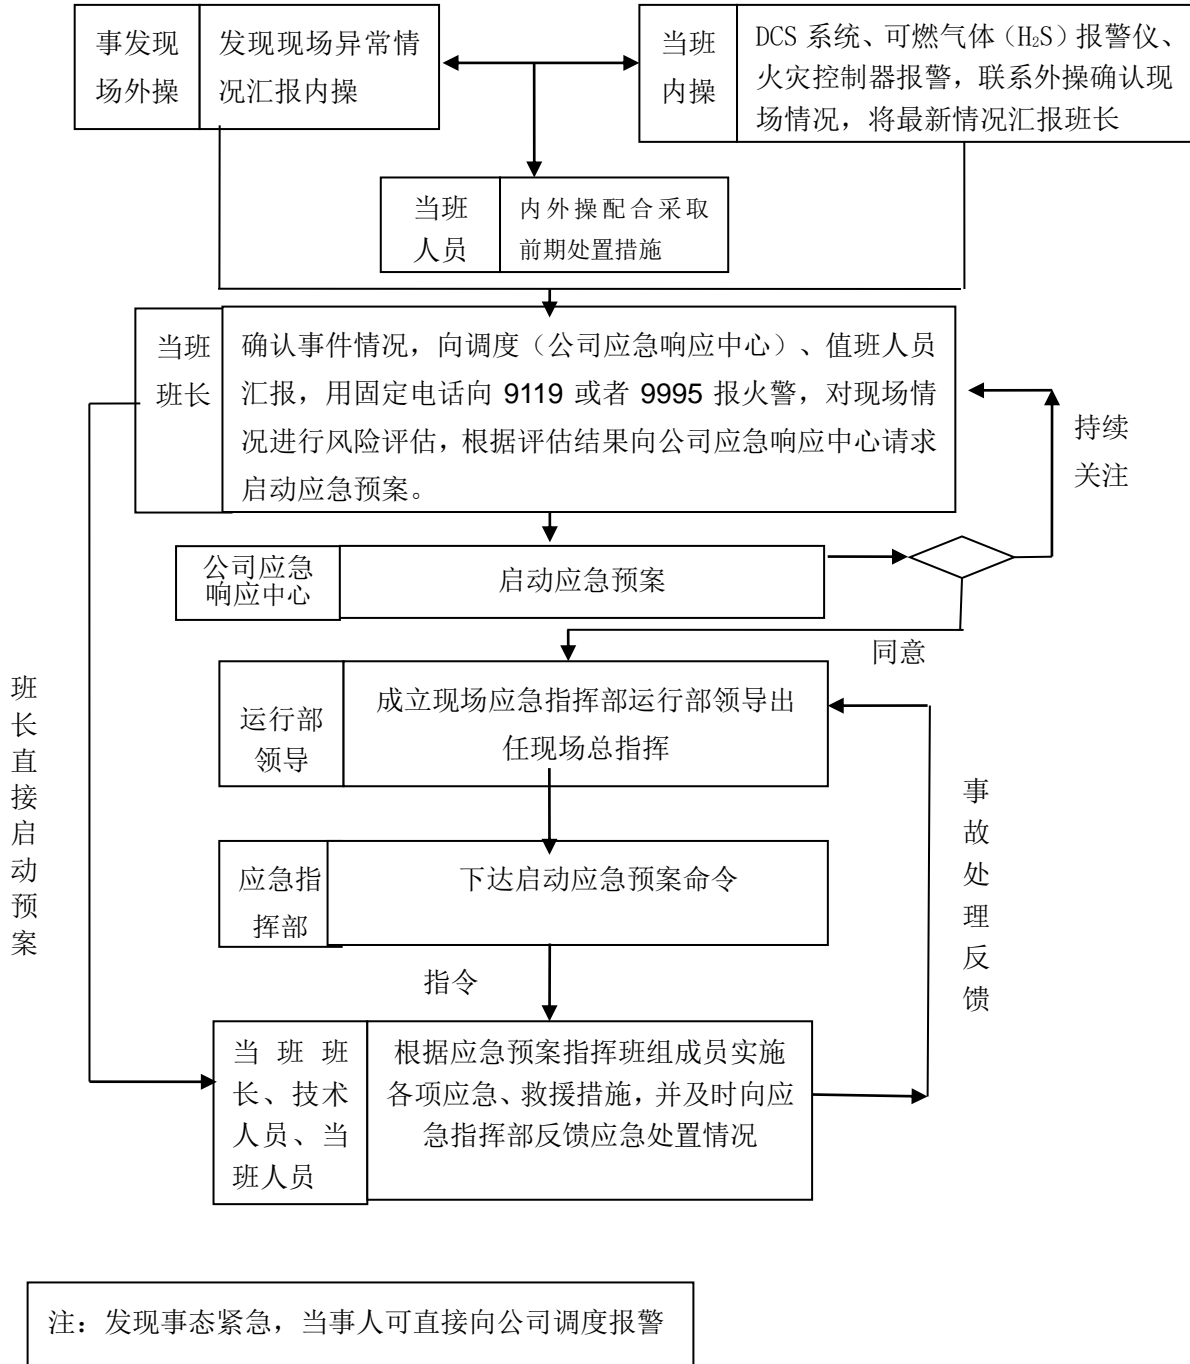 事发现
场外操
发现现场异常情
况汇报内操
当班
内操
DCS 系统、可燃气体（H₂S）报警仪、
火灾控制器报警，联系外操确认现
场情况，将最新情况汇报班长
当班
人员
内外操配合采取
前期处置措施
当班
班长
确认事件情况，向调度（公司应急响应中心）、值班人员
汇报，用固定电话向 9119 或者 9995 报火警，对现场情
况进行风险评估，根据评估结果向公司应急响应中心请求
启动应急预案。
持续
关注
公司应急
响应中心
启动应急预案
同意
班长直接启动预案
运行部
领导
成立现场应急指挥部运行部领导出
任现场总指挥
事故处理反馈
应急指
挥部
下达启动应急预案命令
指令
当班班
长、技术
人员、当
班人员
根据应急预案指挥班组成员实施
各项应急、救援措施，并及时向应
急指挥部反馈应急处置情况
注：发现事态紧急，当事人可直接向公司调度报警